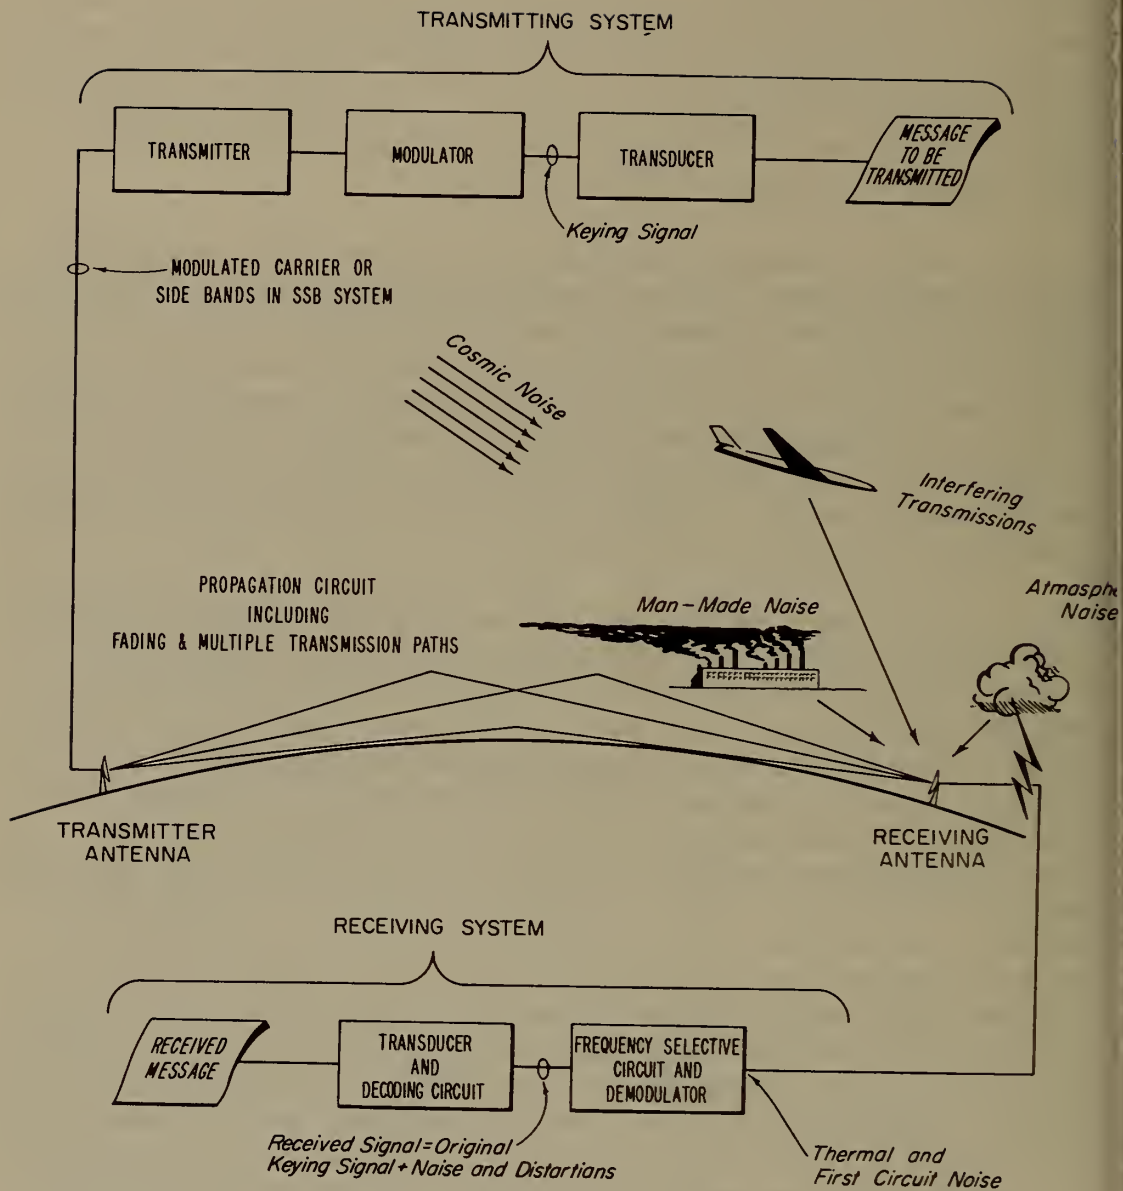 TRANSMITTING SYSTEM
TRANSMITTER
MODULATOR
TRANSDUCER
MESSAGE
TO BE
TRANSMITTED
Keying Signal
MODULATED CARRIER OR
SIDE BANDS IN SSB SYSTEM
Cosmic Noise
Interfering
Transmissions
PROPAGATION CIRCUIT
INCLUDING
FADING & MULTIPLE TRANSMISSION PATHS
Man-Made Noise
Atmosphe
Noise
TRANSMITTER
ANTENNA
RECEIVING
ANTENNA
RECEIVING SYSTEM
RECEIVED
MESSAGE
TRANSDUCER
AND
DECODING CIRCUIT
FREQUENCY SELECTIVE
CIRCUIT AND
DEMODULATOR
Received Signal=Original
Keying Signal+Noise and Distartians
Thermal and
First Circuit Noise